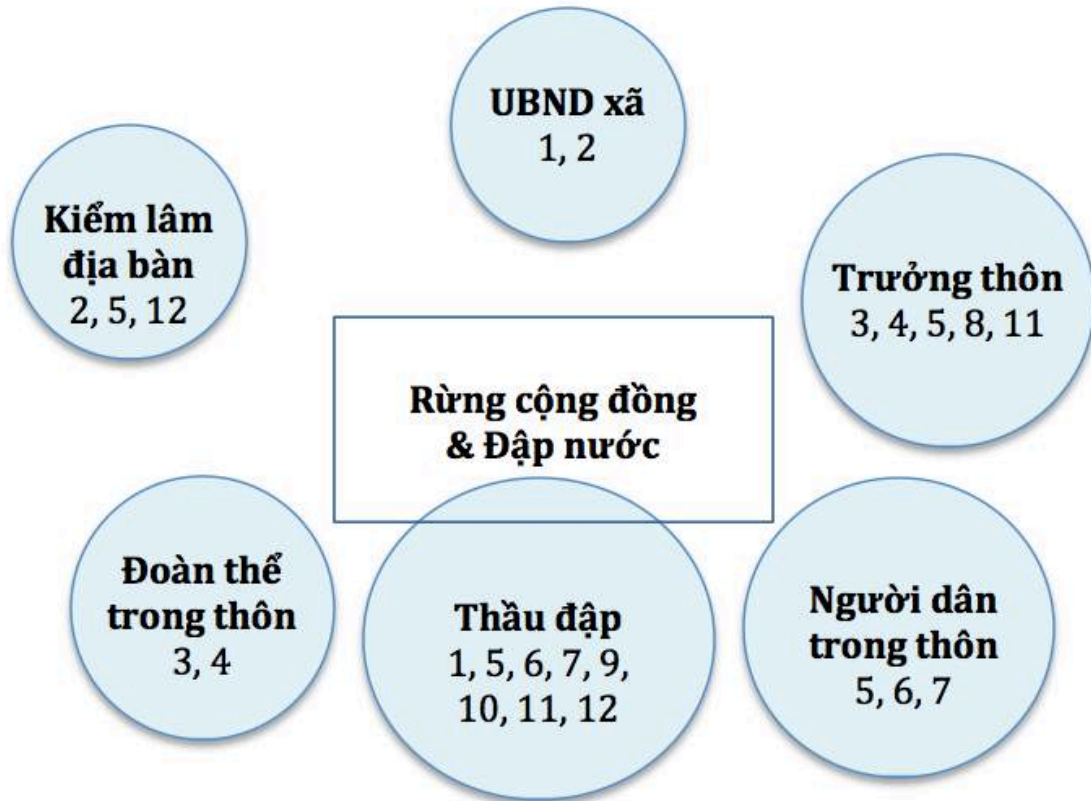 UBND xã
1, 2
Kiểm lâm
địa bàn
2, 5, 12
Trưởng thôn
3, 4, 5, 8, 11
Rừng cộng đồng
& Đập nước
Đoàn thể
trong thôn
3, 4
Thầu đập
1, 5, 6, 7, 9,
10, 11, 12
Người dân
trong thôn
5, 6, 7